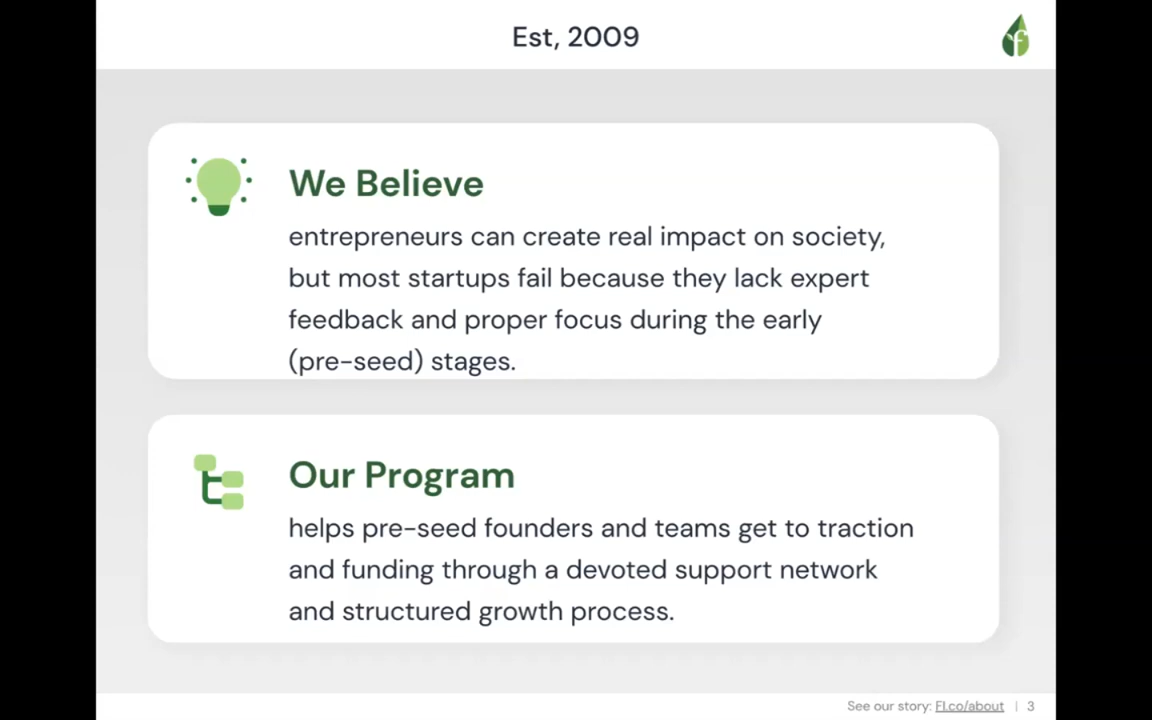 Est, 2009
f
We Believe
entrepreneurs can create real impact on society,
but most startups fail because they lack expert
feedback and proper focus during the early
(pre-seed) stages.
Our Program
helps pre-seed founders and teams get to traction
and funding through a devoted support network
and structured growth process.
See our story: FI.co/about | 3